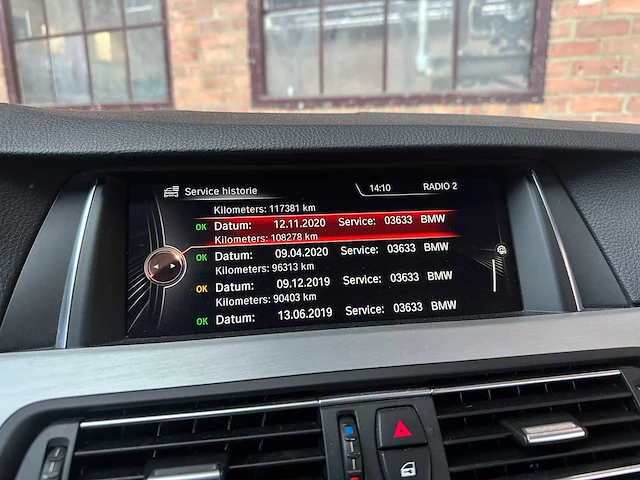 Service historie 14:10 RADIO 2
Kilometers: 117381 km
OK Datum: 12.11.2020 Service: 03633 BMW
Kilometers: 108278 km
OK Datum: 09.04.2020 Service: 03633 BMW
Kilometers: 96313 km
OK Datum: 09.12.2019 Service: 03633 BMW
Kilometers: 90403 km
OK Datum: 13.06.2019 Service: 03633 BMW